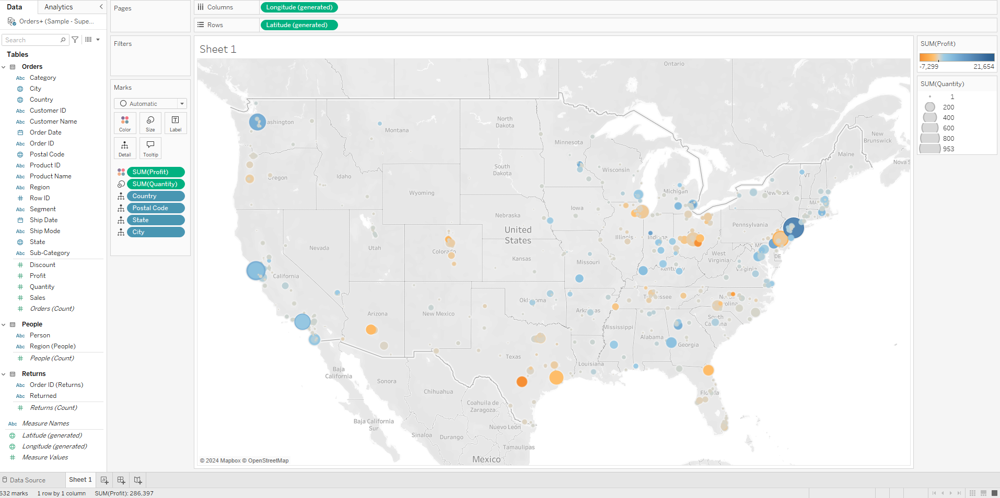 Data
Analytics
Orders+ (Sample - Supe...
Search
Tables
Orders
Abc Category
City
Country
Abc Customer ID
Abc Customer Name
Order Date
Abc Order ID
Postal Code
Abc Product ID
Abc Product Name
Abc Region
# Row ID
Abc Segment
Ship Date
Abc Ship Mode
State
Abc Sub-Category
# Discount
# Profit
# Quantity
# Sales
# Orders (Count)
People
Abc Person
Abc Region (People)
# People (Count)
Returns
Abc Order ID (Returns)
Abc Returned
# Returns (Count)
Abc Measure Names
Latitude (generated)
Longitude (generated)
# Measure Values
Pages
Filters
Marks
Automatic
Color
Size
T
Label
Detail
Tooltip
SUM(Profit)
SUM(Quantity)
Country
Postal Code
State
City
Columns
Longitude (generated)
Rows
Latitude (generated)
Sheet 1
Ontario
ashington
Montana
North
Dakota
Minnesota
New
Brunswick
Maine
Nova S
South
Dakota
Wisconsin
VT
Oregon
Idaho
Michigan
New York
Wyoming
MA
Iowa
Nebraska
Pennsylvania
United
States
Illinois
Indiana
Nevada
Utah
Colorado
Kansas
West
Virginia
DE
Missouri
Kentucky
Virginia
California
Oklahoma
Tennessee
North
Carolina
Arizona
New Mexico
Arkansas
South
Carolina
Mississippi
Alabama
Georgia
Texas
Louisiana
Baja
California
Sonora
Chihuahua
Florida
Coahuila de
Zaragoza
Baja California
Sur
Nuevo León
Sinaloa
Durango
Tamaulipas
Mexico
© 2024 Mapbox © OpenStreetMap
SUM(Profit)
-7,299
21,654
SUM(Quantity)
1
200
400
600
800
953
Data Source
Sheet 1
632 marks
1 row by 1 column
SUM(Profit): 286,397